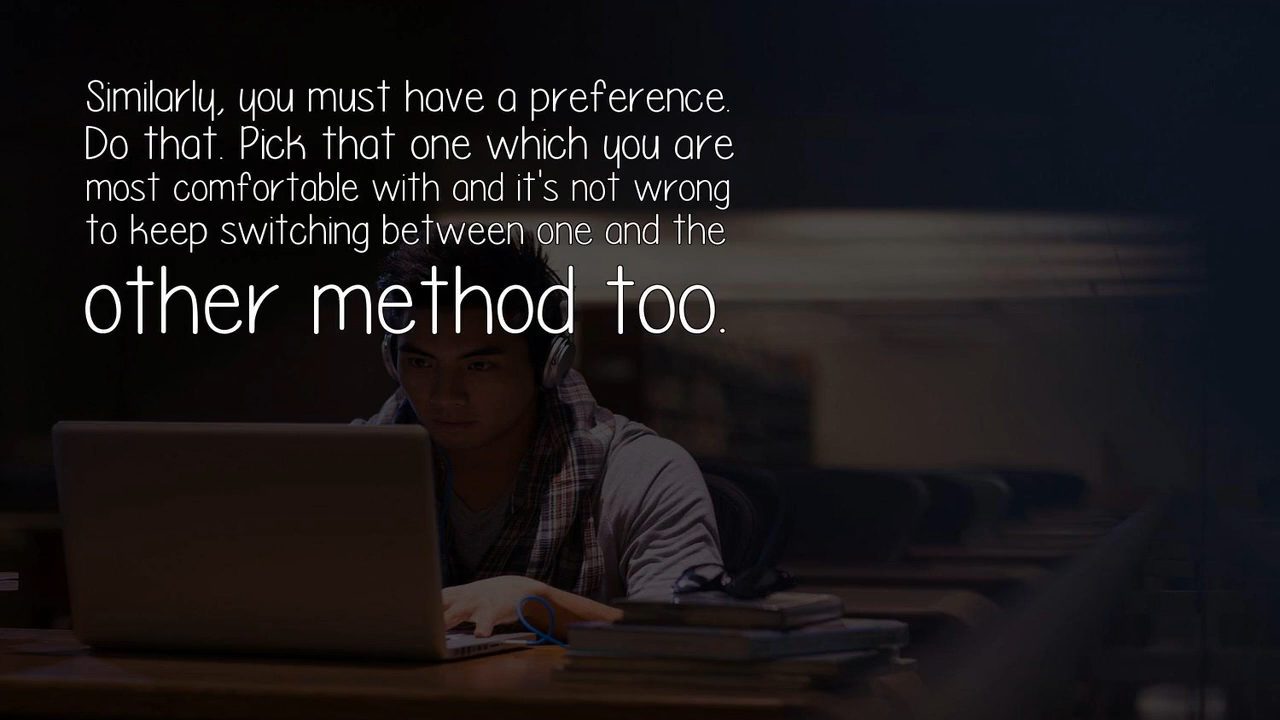 Similarly, you must have a preference.
Do that. Pick that one which you are
most comfortable with and it's not wrong
to keep switching between one and the
other method too.